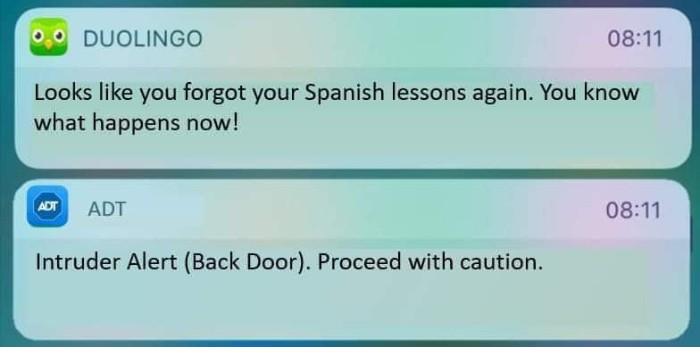 DUOLINGO 08:11
Looks like you forgot your Spanish lessons again. You know
what happens now!
ADT ADT 08:11
Intruder Alert (Back Door). Proceed with caution.